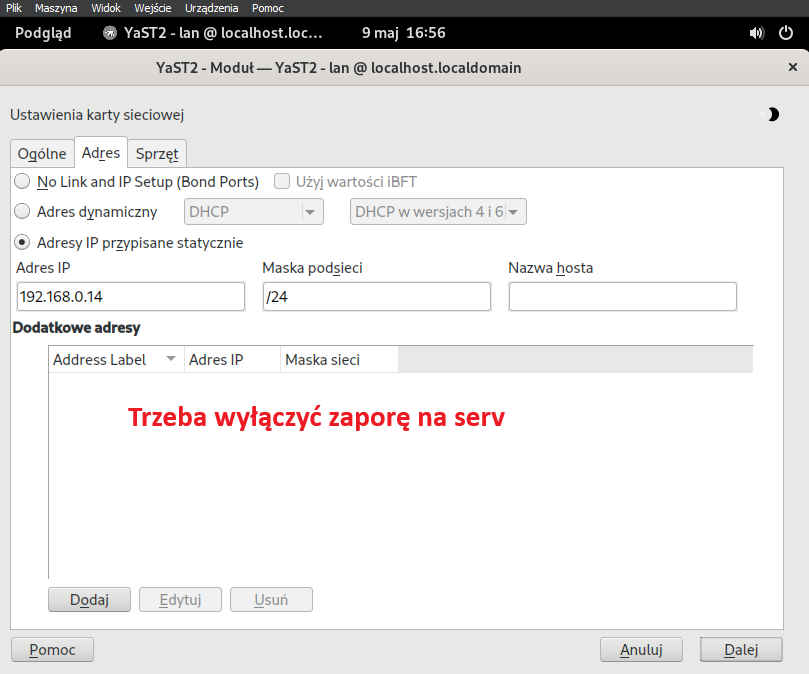 Plik Maszyna Widok Wejście Urządzenia Pomoc
Podgląd YaST2 - lan @ localhost.loc... 9 maj 16:56
YaST2 - Moduł — YaST2 - lan @ localhost.localdomain ×
Ustawienia karty sieciowej
Ogólne Adres Sprzęt
No Link and IP Setup (Bond Ports) Użyj wartości iBFT
Adres dynamiczny DHCP DHCP w wersjach 4 i 6
Adresy IP przypisane statycznie
Adres IP Maska podsieci Nazwa hosta
192.168.0.14 /24
Dodatkowe adresy
Address Label Adres IP Maska sieci
Trzeba wyłączyć zaporę na serv
Dodaj Edytuj Usuń
Pomoc Anuluj Dalej